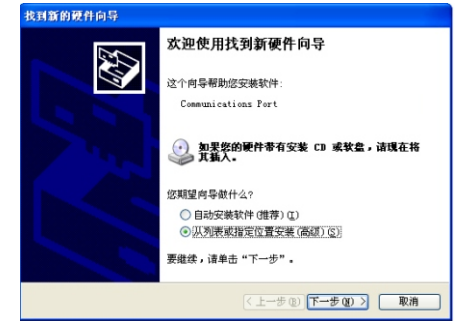 找到新的硬件向导
欢迎使用找到新硬件向导
这个向导帮助您安装软件:
Communications Port
如果您的硬件带有安装 CD 或软盘，请现在将
其插入。
您期望向导做什么?
自动安装软件(推荐)(I)
从列表或指定位置安装(高级)(S)
要继续，请单击“下一步”。
< 上一步(B)
下一步(N) >
取消